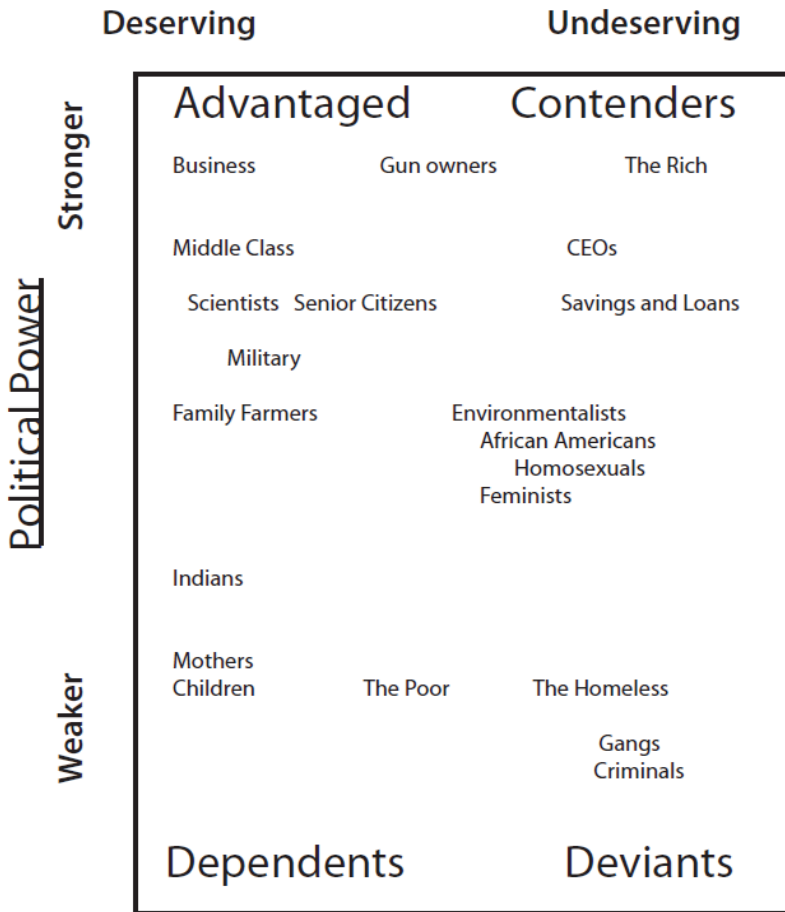 Deserving Undeserving
Stronger
Advantaged Contenders
Business Gun owners The Rich
Middle Class CEOs
Scientists Senior Citizens Savings and Loans
Military
Political Power
Family Farmers Environmentalists
African Americans
Homosexuals
Feminists
Indians
Mothers
Children The Poor The Homeless
Weaker
Gangs
Criminals
Dependents Deviants